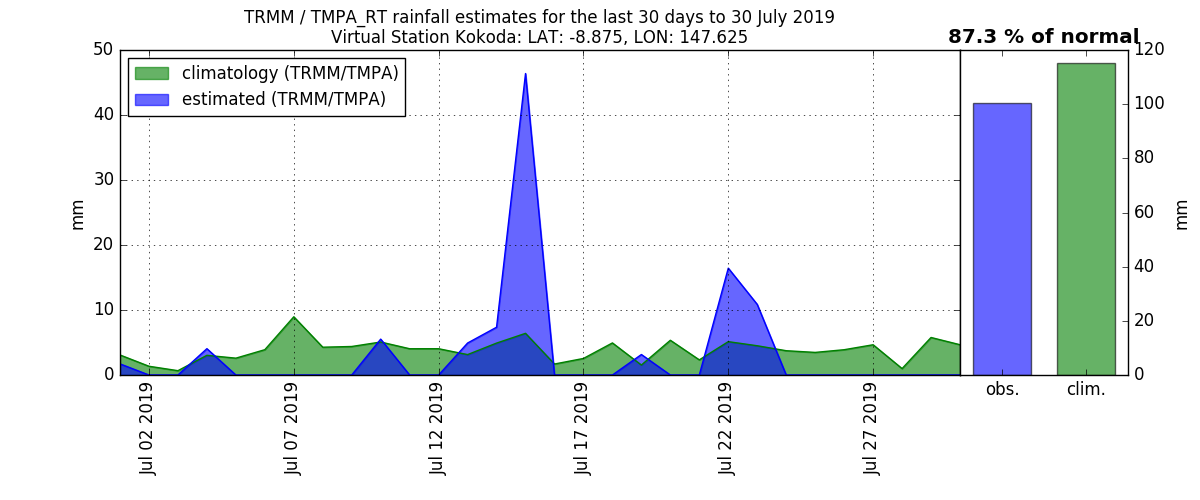 TRMM / TMPA_RT rainfall estimates for the last 30 days to 30 July 2019
Virtual Station Kokoda: LAT: -8.875, LON: 147.625
87.3 % of normal
climatology (TRMM/TMPA)
estimated (TRMM/TMPA)
50
40
30
20
10
0
mm
Jul 02 2019
Jul 07 2019
Jul 12 2019
Jul 17 2019
Jul 22 2019
Jul 27 2019
obs.
clim.
120
100
80
60
40
20
0
mm